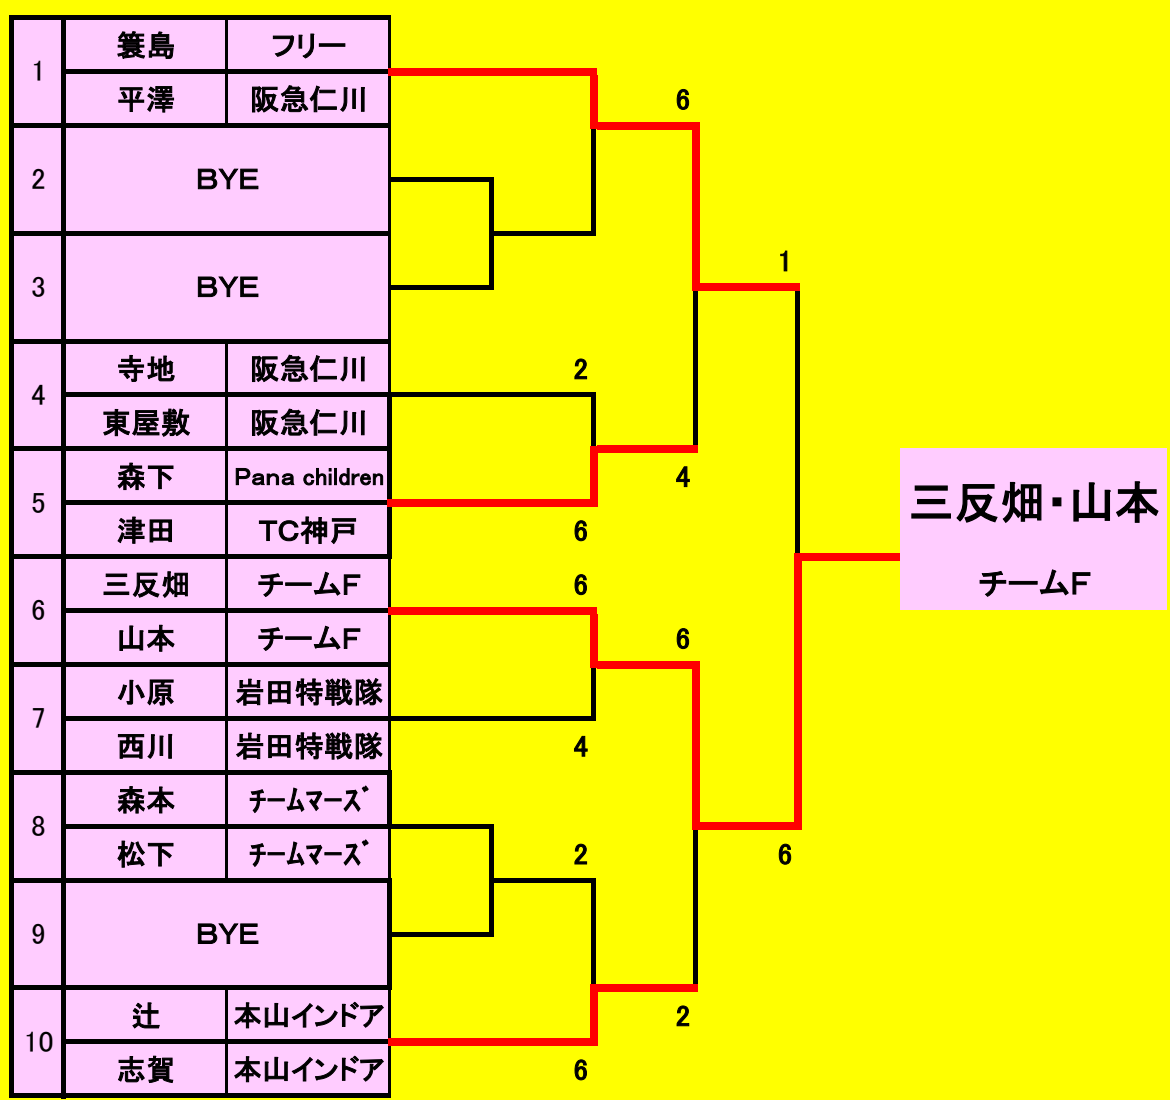 1
簑島 フリー
平澤 阪急仁川
6
2
BYE
3
BYE
1
4
寺地 阪急仁川
2
東屋敷 阪急仁川
5
森下 Pana children
4
津田 TC神戸
6
三反畑・山本
チームF
6
三反畑 チームF
6
山本 チームF
6
7
小原 岩田特戦隊
西川 岩田特戦隊
4
8
森本 チームマーズ
松下 チームマーズ
2
6
9
BYE
10
辻 本山インドア
2
志賀 本山インドア
6